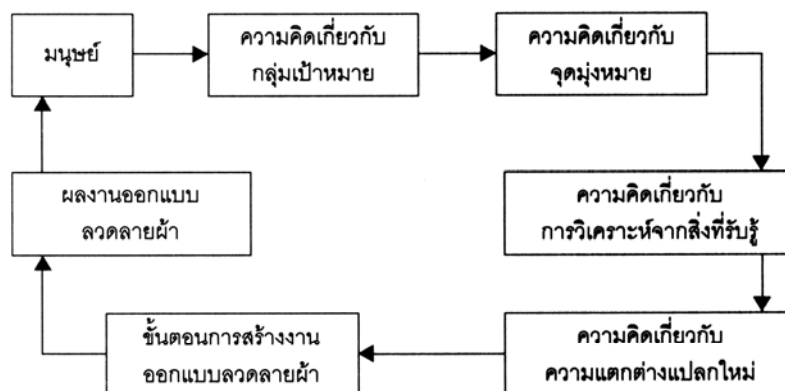 มนุษย์
ความคิดเกี่ยวกับ
กลุ่มเป้าหมาย
ความคิดเกี่ยวกับ
จุดมุ่งหมาย
ความคิดเกี่ยวกับ
การวิเคราะห์จากสิ่งที่รับรู้
ความคิดเกี่ยวกับ
ความแตกต่างแปลกใหม่
ขั้นตอนการสร้างงาน
ออกแบบลวดลายผ้า
ผลงานออกแบบ
ลวดลายผ้า